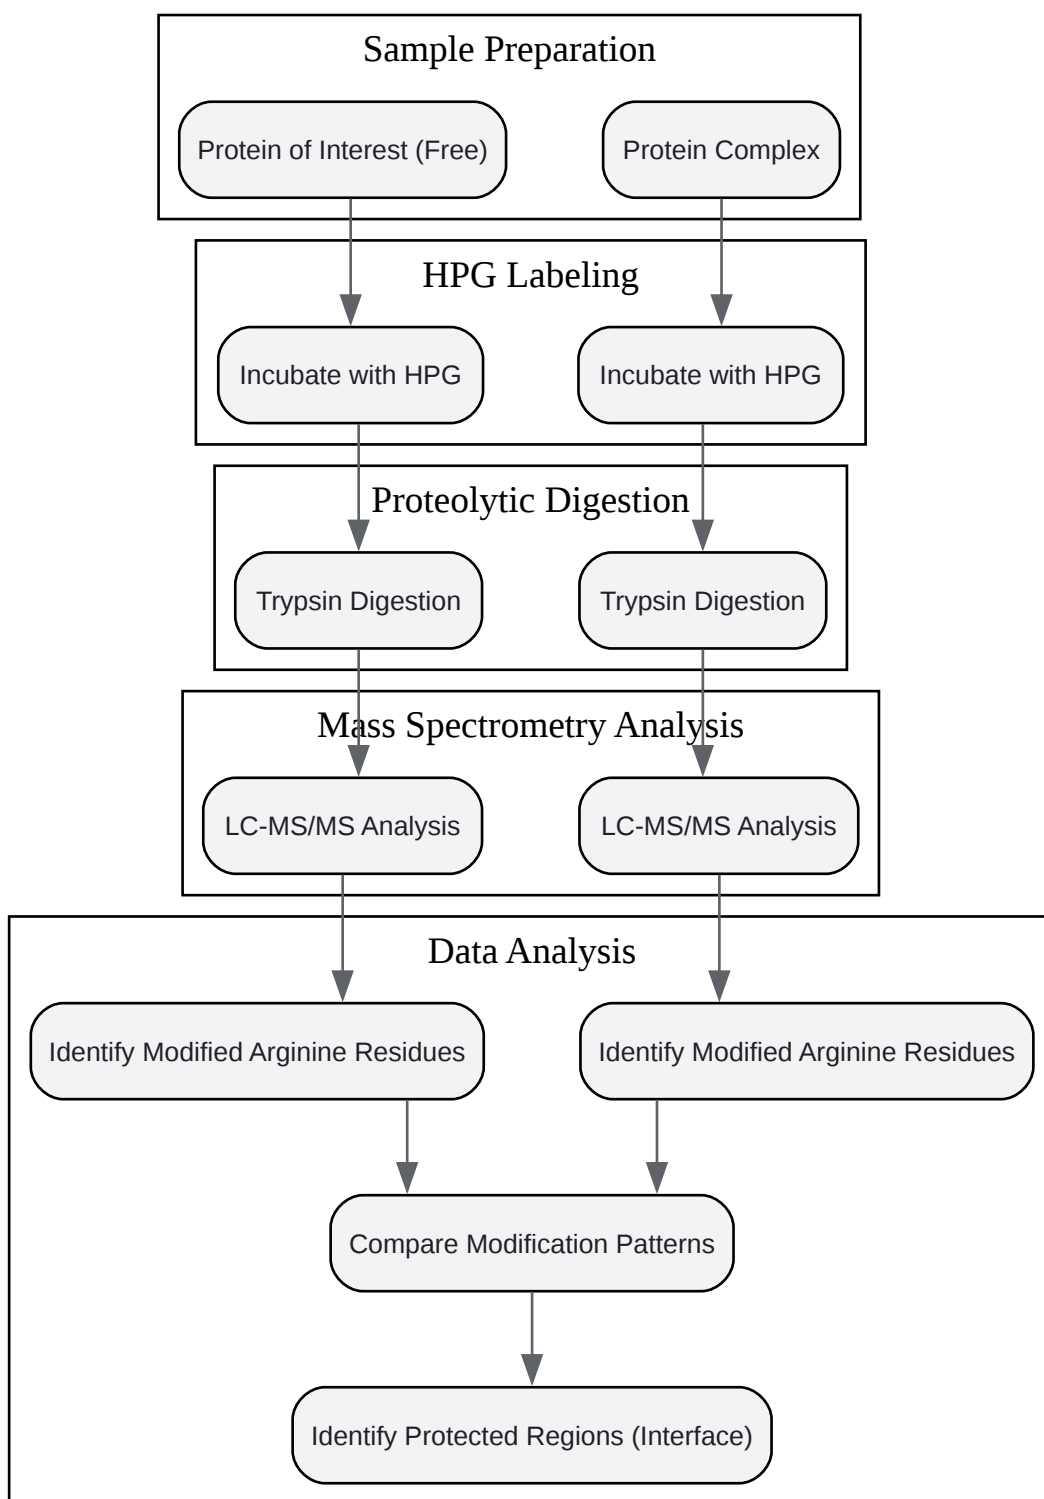 Sample Preparation
Protein of Interest (Free)
Protein Complex
HPG Labeling
Incubate with HPG
Incubate with HPG
Proteolytic Digestion
Trypsin Digestion
Trypsin Digestion
Mass Spectrometry Analysis
LC-MS/MS Analysis
LC-MS/MS Analysis
Data Analysis
Identify Modified Arginine Residues
Identify Modified Arginine Residues
Compare Modification Patterns
Identify Protected Regions (Interface)